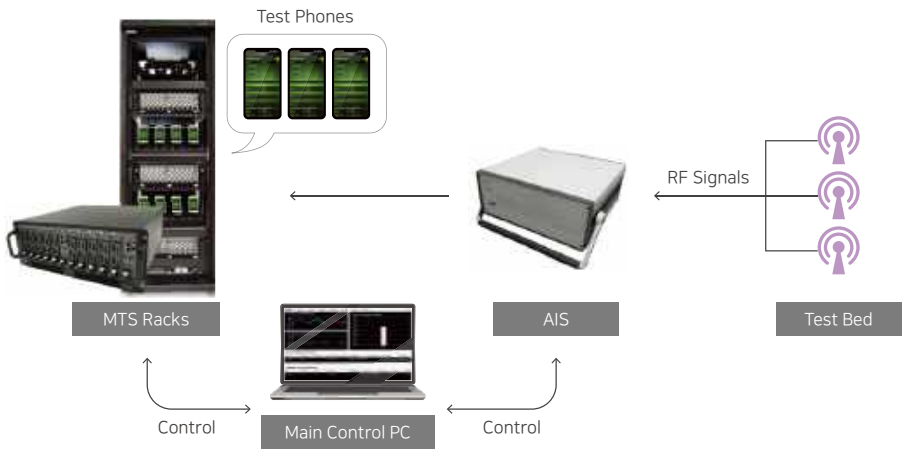 Test Phones
RF Signals
MTS Racks
AIS
Test Bed
Control
Main Control PC
Control